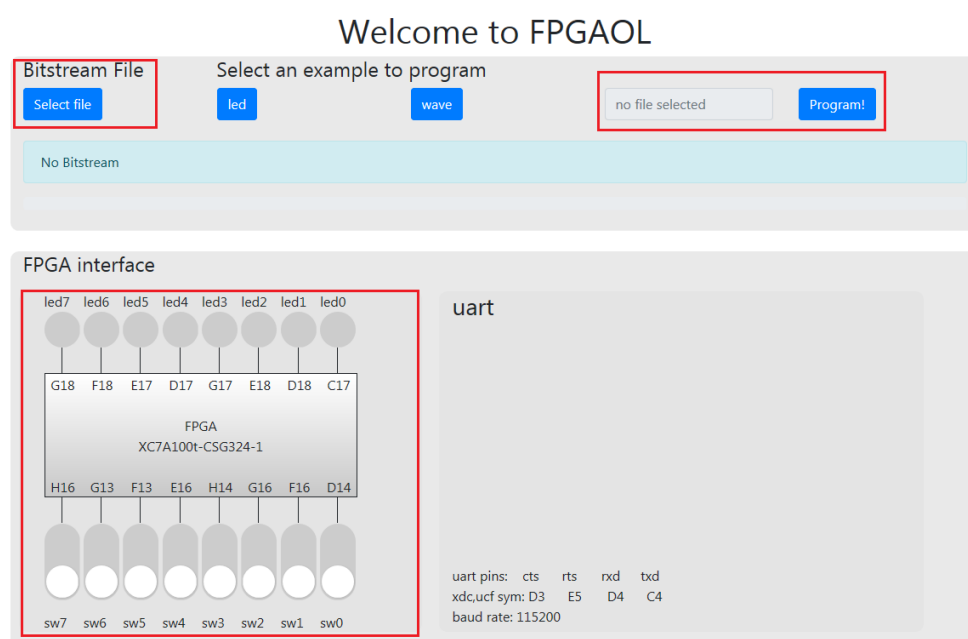 Welcome to FPGAOL
Bitstream File
Select an example to program
Select file
led
wave
no file selected
Program!
No Bitstream
FPGA interface
led7 led6 led5 led4 led3 led2 led1 led0
G18 F18 E17 D17 G17 E18 D18 C17
FPGA
XC7A100t-CSG324-1
H16 G13 F13 E16 H14 G16 F16 D14
sw7 sw6 sw5 sw4 sw3 sw2 sw1 sw0
uart
uart pins: cts rts rxd txd
xdc,ucf sym: D3 E5 D4 C4
baud rate: 115200